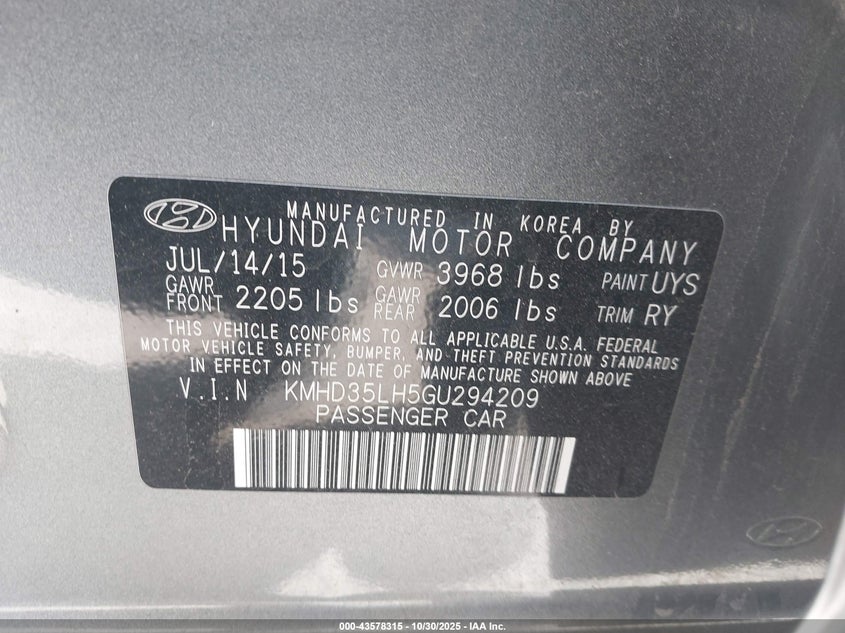 MANUFACTURED IN KOREA BY
HYUNDAI MOTOR COMPANY
JUL/14/15 GVWR 3968 lbs PAINT UYS
GAWR FRONT 2205 lbs GAWR REAR 2006 lbs TRIM RY
THIS VEHICLE CONFORMS TO ALL APPLICABLE U.S.A. FEDERAL
MOTOR VEHICLE SAFETY, BUMPER, AND THEFT PREVENTION STANDARDS
IN EFFECT ON THE DATE OF MANUFACTURE SHOWN ABOVE
V.I.N KMHD35LH5GU294209
PASSENGER CAR
000-43578315 - 10/30/2025 - IAA Inc.